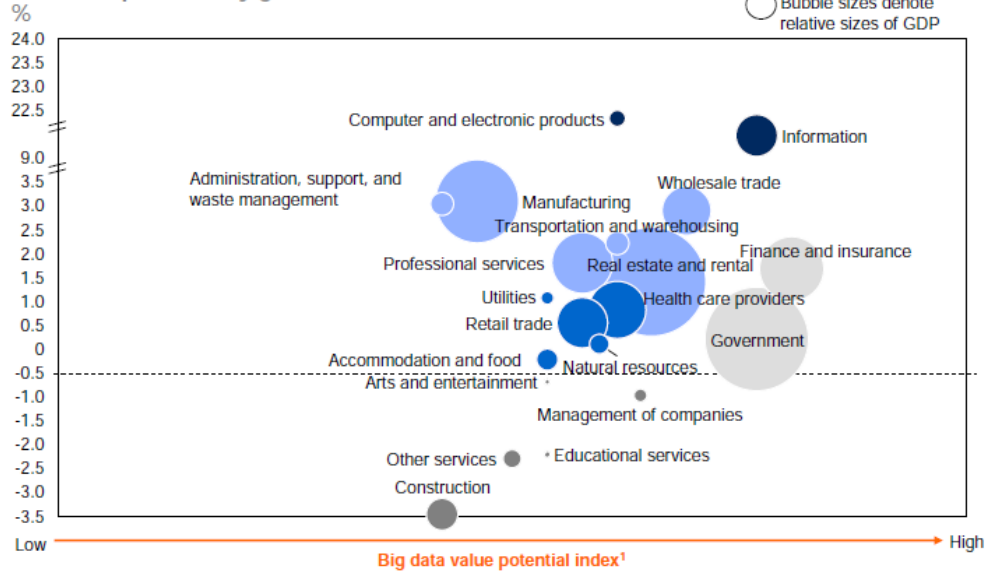 %
Bubble sizes denote
relative sizes of GDP
24.0
23.5
23.0
22.5
9.0
3.5
3.0
2.5
2.0
1.5
1.0
0.5
0
-0.5
-1.0
-1.5
-2.0
-2.5
-3.0
-3.5
Computer and electronic products
Information
Administration, support, and
waste management
Wholesale trade
Manufacturing
Transportation and warehousing
Finance and insurance
Professional services
Real estate and rental
Utilities
Health care providers
Retail trade
Government
Accommodation and food
Natural resources
Arts and entertainment
Management of companies
Other services
Educational services
Construction
Low
High
Big data value potential index¹